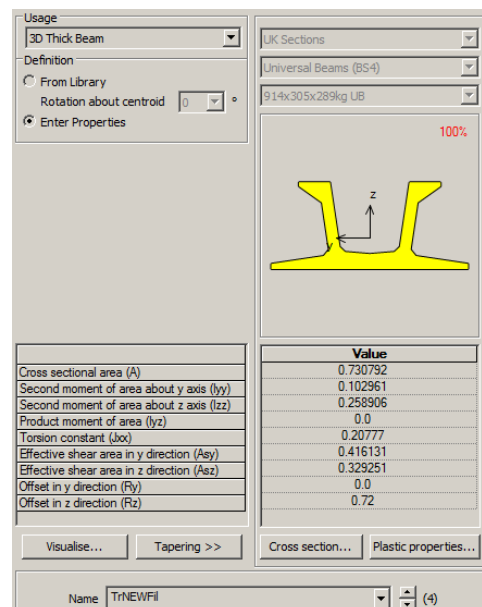 Usage
3D Thick Beam
Definition
From Library
Rotation about centroid 0 °
Enter Properties
UK Sections
Universal Beams (BS4)
914x305x289kg UB
100%
z
y
Value
Cross sectional area (A) 0.730792
Second moment of area about y axis (Iyy) 0.102961
Second moment of area about z axis (Izz) 0.258906
Product moment of area (Iyz) 0.0
Torsion constant (Jxx) 0.20777
Effective shear area in y direction (Asy) 0.416131
Effective shear area in z direction (Asz) 0.329251
Offset in y direction (Ry) 0.0
Offset in z direction (Rz) 0.72
Visualise... Tapering >> Cross section... Plastic properties...
Name TrNEWFil (4)